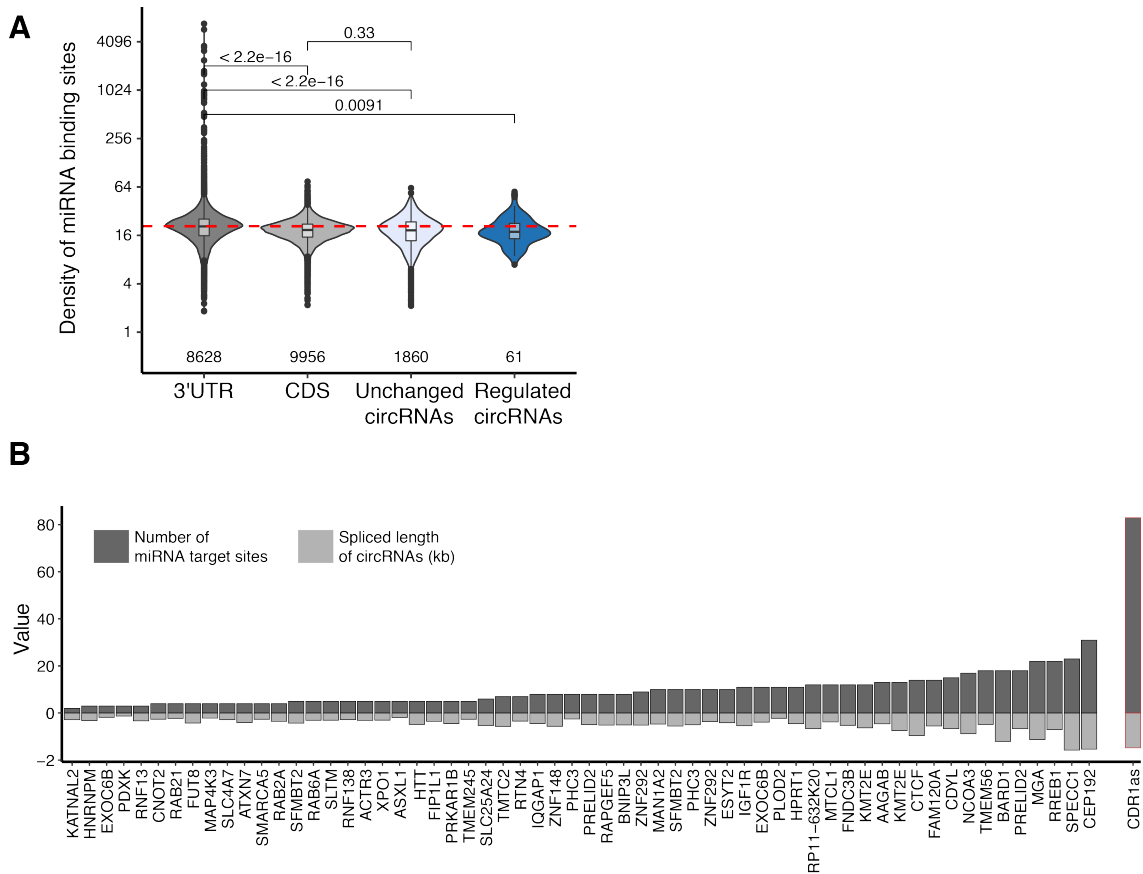 A
Density of miRNA binding sites
4096
1024
256
64
16
4
1
0.33
< 2.2e−16
< 2.2e−16
0.0091
8628 9956 1860 61
3'UTR CDS Unchanged circRNAs Regulated circRNAs
B
Value
80
60
40
20
0
−2
Number of
miRNA target sites
Spliced length
of circRNAs (kb)
KATNAL2
HNRNPM
EXOC6B
PDXK
RNF13
CNOT2
RAB21
FUT8
MAP4K3
SLC4A7
ATXN7
SMARCA5
RAB2A
SFMBT2
RAB6A
SLTM
RNF138
ACTR3
XPO1
ASXL1
HTT
FIP1L1
PRKAR1B
TMEM245
SLC25A24
TMTC2
RTN4
IQGAP1
ZNF148
PHC3
PRELID2
RAPGEF5
BNIP3L
ZNF292
MAN1A2
SFMBT2
PHC3
ZNF292
ESYT2
IGF1R
EXOC6B
PLOD2
HPRT1
RP11−632K20
MTCL1
FNDC3B
KMT2E
AAGAB
KMT2E
CTCF
FAM120A
CDYL
NCOA3
TMEM56
BARD1
PRELID2
MGA
RREB1
SPECC1
CEP192
CDR1as